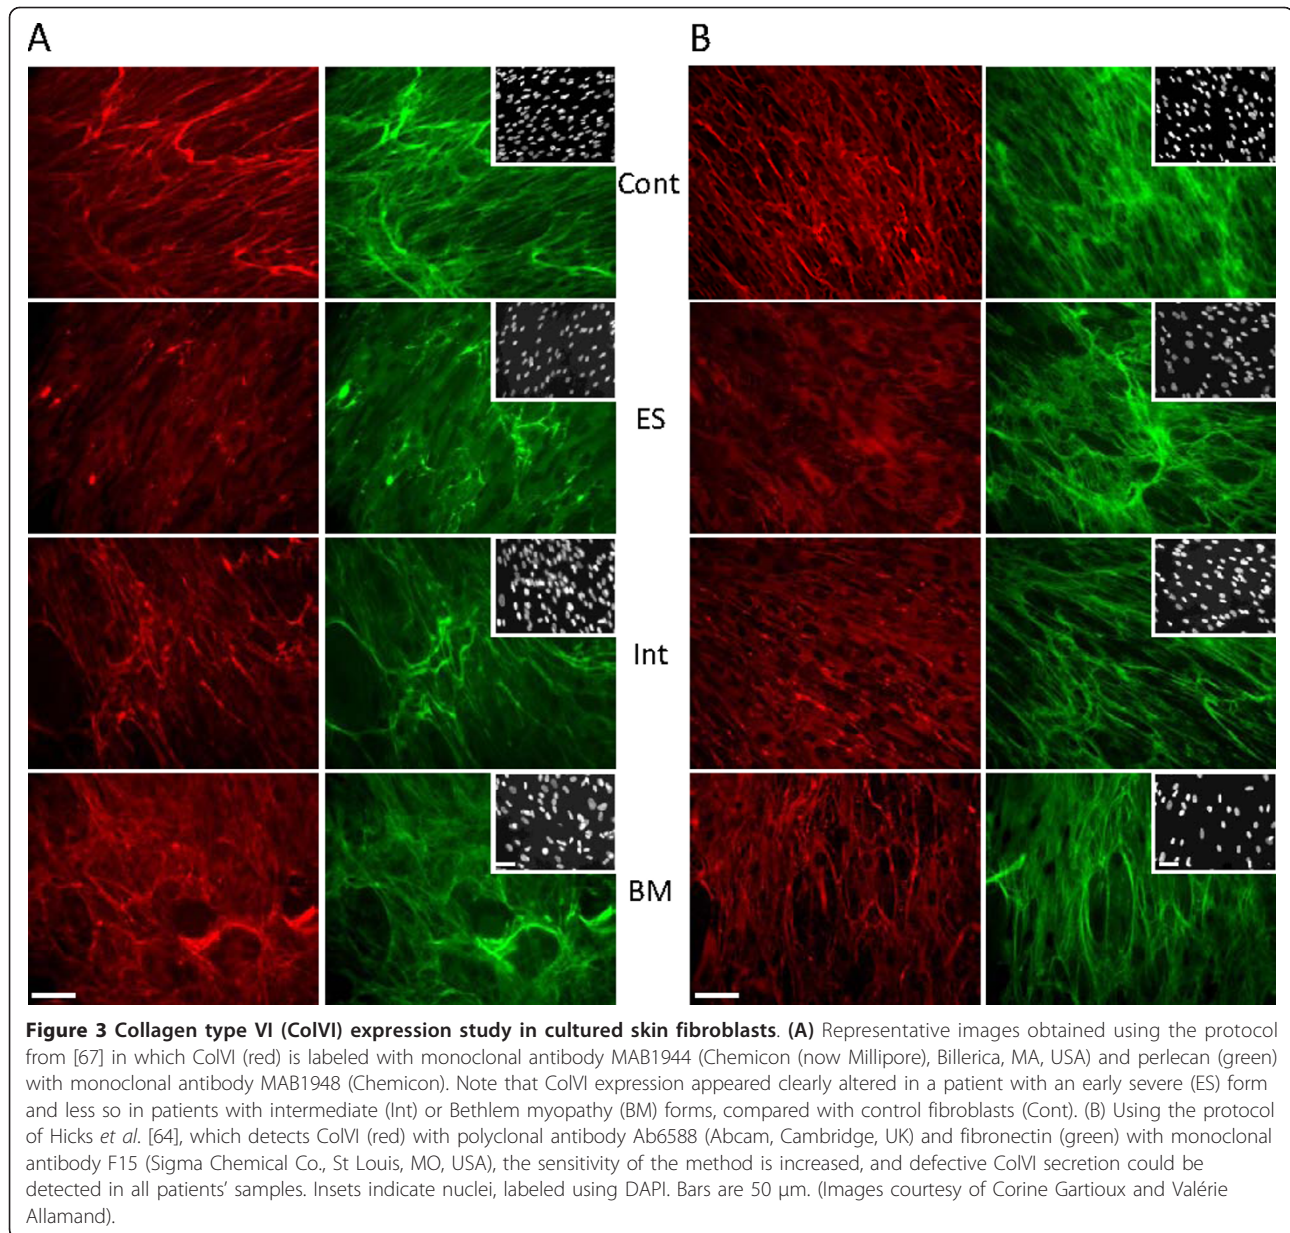 A
B
Cont
ES
Int
BM
Figure 3 Collagen type VI (ColVI) expression study in cultured skin fibroblasts. (A) Representative images obtained using the protocol
from [67] in which ColVI (red) is labeled with monoclonal antibody MAB1944 (Chemicon (now Millipore), Billerica, MA, USA) and perlecan (green)
with monoclonal antibody MAB1948 (Chemicon). Note that ColVI expression appeared clearly altered in a patient with an early severe (ES) form
and less so in patients with intermediate (Int) or Bethlem myopathy (BM) forms, compared with control fibroblasts (Cont). (B) Using the protocol
of Hicks et al. [64], which detects ColVI (red) with polyclonal antibody Ab6588 (Abcam, Cambridge, UK) and fibronectin (green) with monoclonal
antibody F15 (Sigma Chemical Co., St Louis, MO, USA), the sensitivity of the method is increased, and defective ColVI secretion could be
detected in all patients' samples. Insets indicate nuclei, labeled using DAPI. Bars are 50 μm. (Images courtesy of Corine Gartioux and Valérie
Allamand).